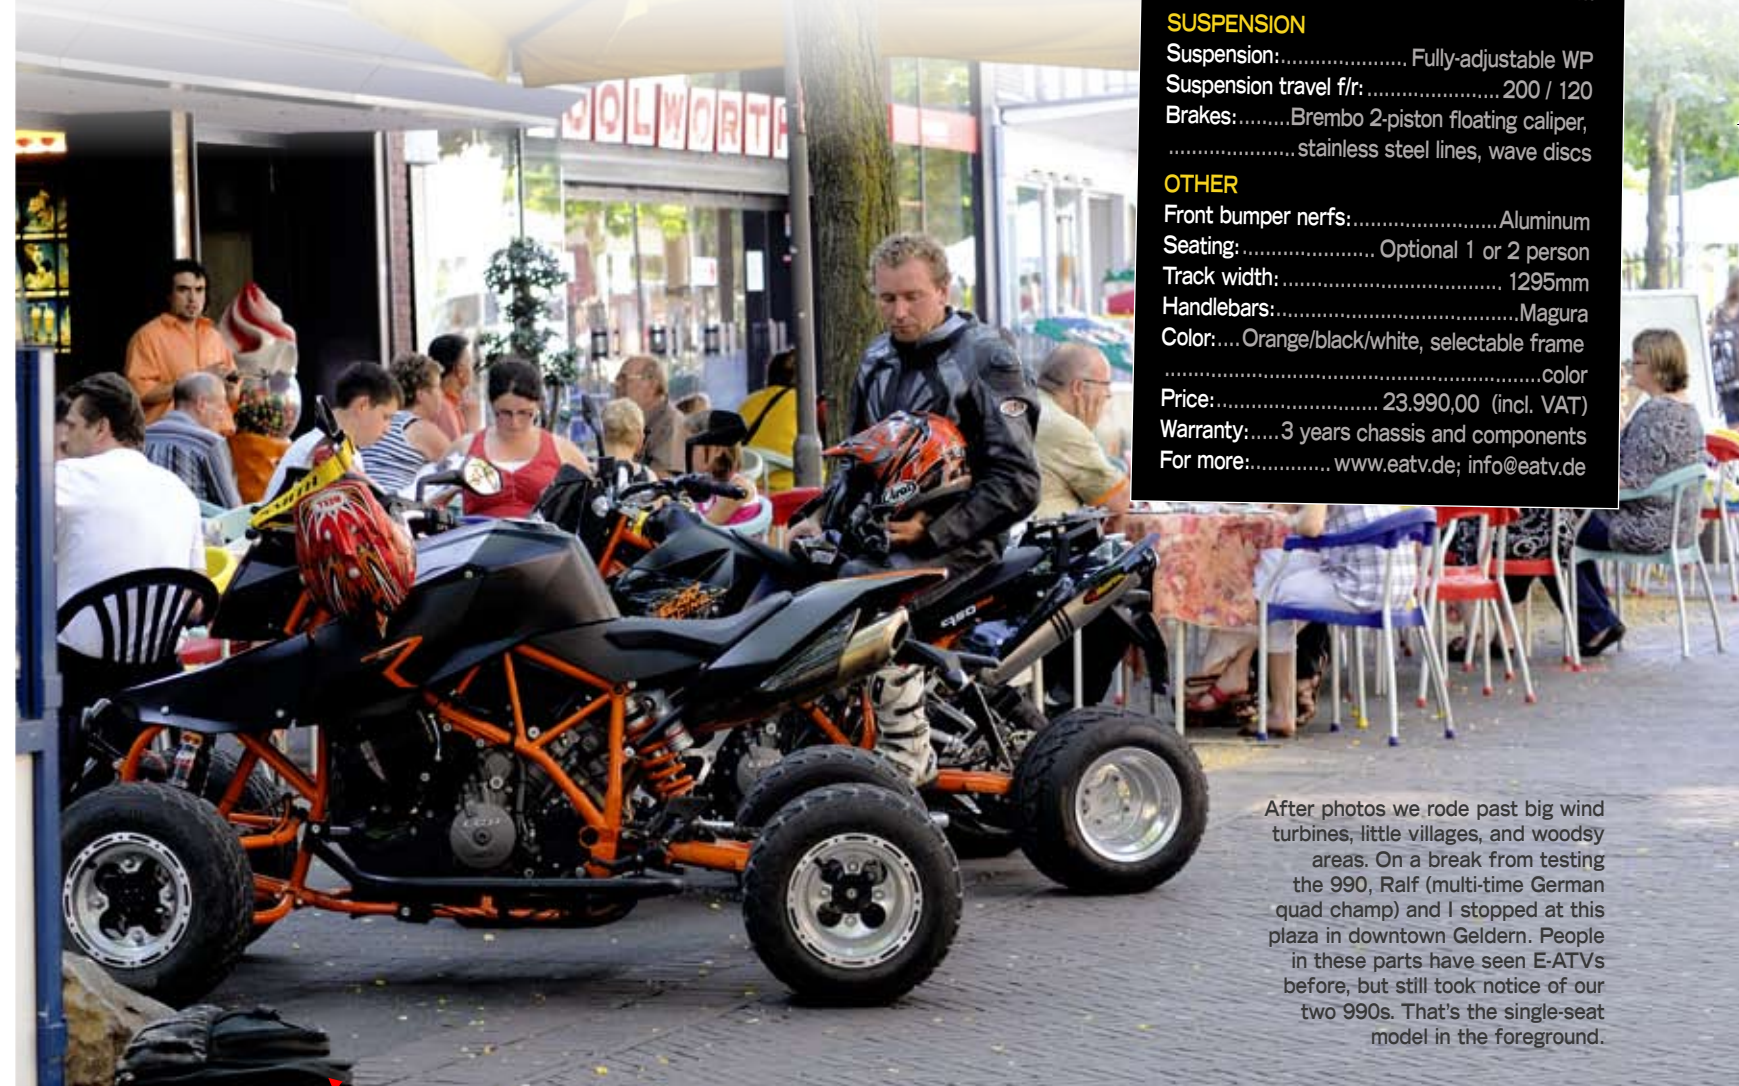 SUSPENSION
Suspension:...................... Fully-adjustable WP
Suspension travel f/r:.....................200 / 120
Brakes:.........Brembo 2-piston floating caliper,
......................stainless steel lines, wave discs
OTHER
Front bumper nerfs:.........................Aluminum
Seating:....................... Optional 1 or 2 person
Track width:...................................... 1295mm
Handlebars:..........................................Magura
Color:....Orange/black/white, selectable frame
.................................................................color
Price:............................ 23.990,00 (incl. VAT)
Warranty:.....3 years chassis and components
For more:.............. www.eatv.de; info@eatv.de
OOLWORTH
Arai
After photos we rode past big wind
turbines, little villages, and woodsy
areas. On a break from testing
the 990, Ralf (multi-time German
quad champ) and I stopped at this
plaza in downtown Geldern. People
in these parts have seen E-ATVs
before, but still took notice of our
two 990s. That's the single-seat
model in the foreground.